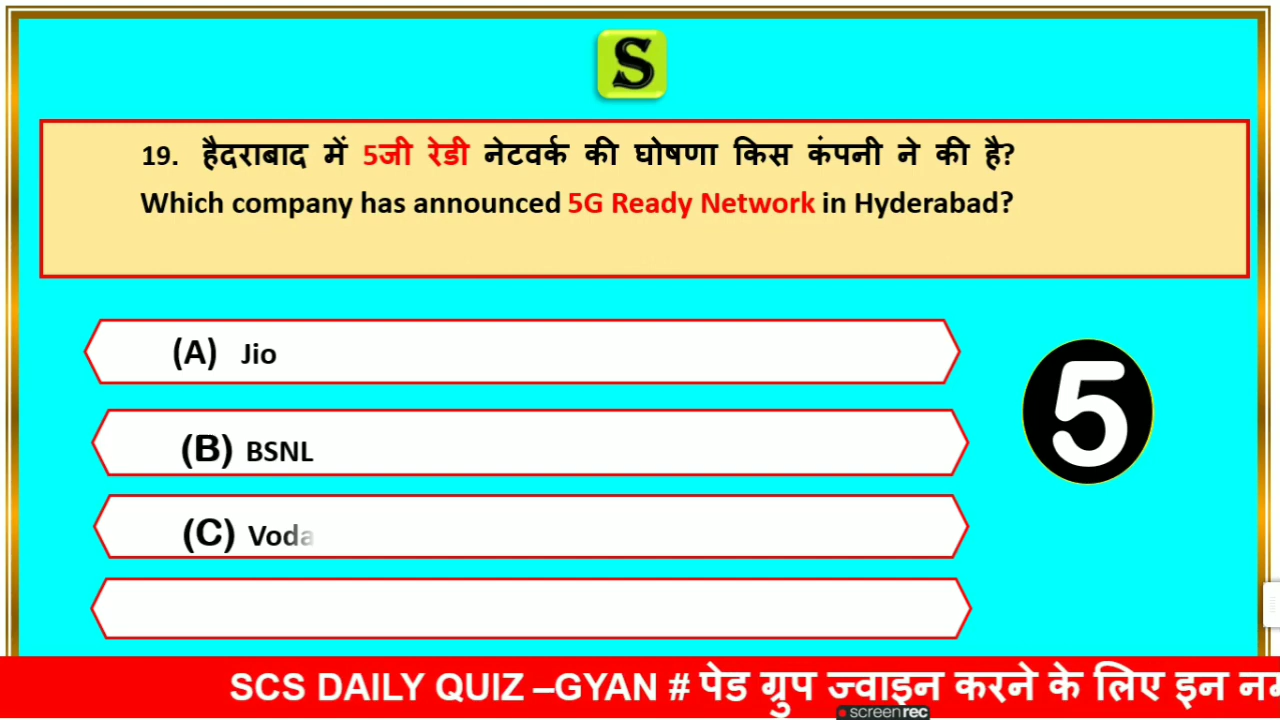 S
19. हैदराबाद में 5जी रेडी नेटवर्क की घोषणा किस कंपनी ने की है?
Which company has announced 5G Ready Network in Hyderabad?
(A) Jio
5
(B) BSNL
(C) Voda
SCS DAILY QUIZ –GYAN # पेड ग्रुप ज्वाइन करने के लिए इन
screenrec